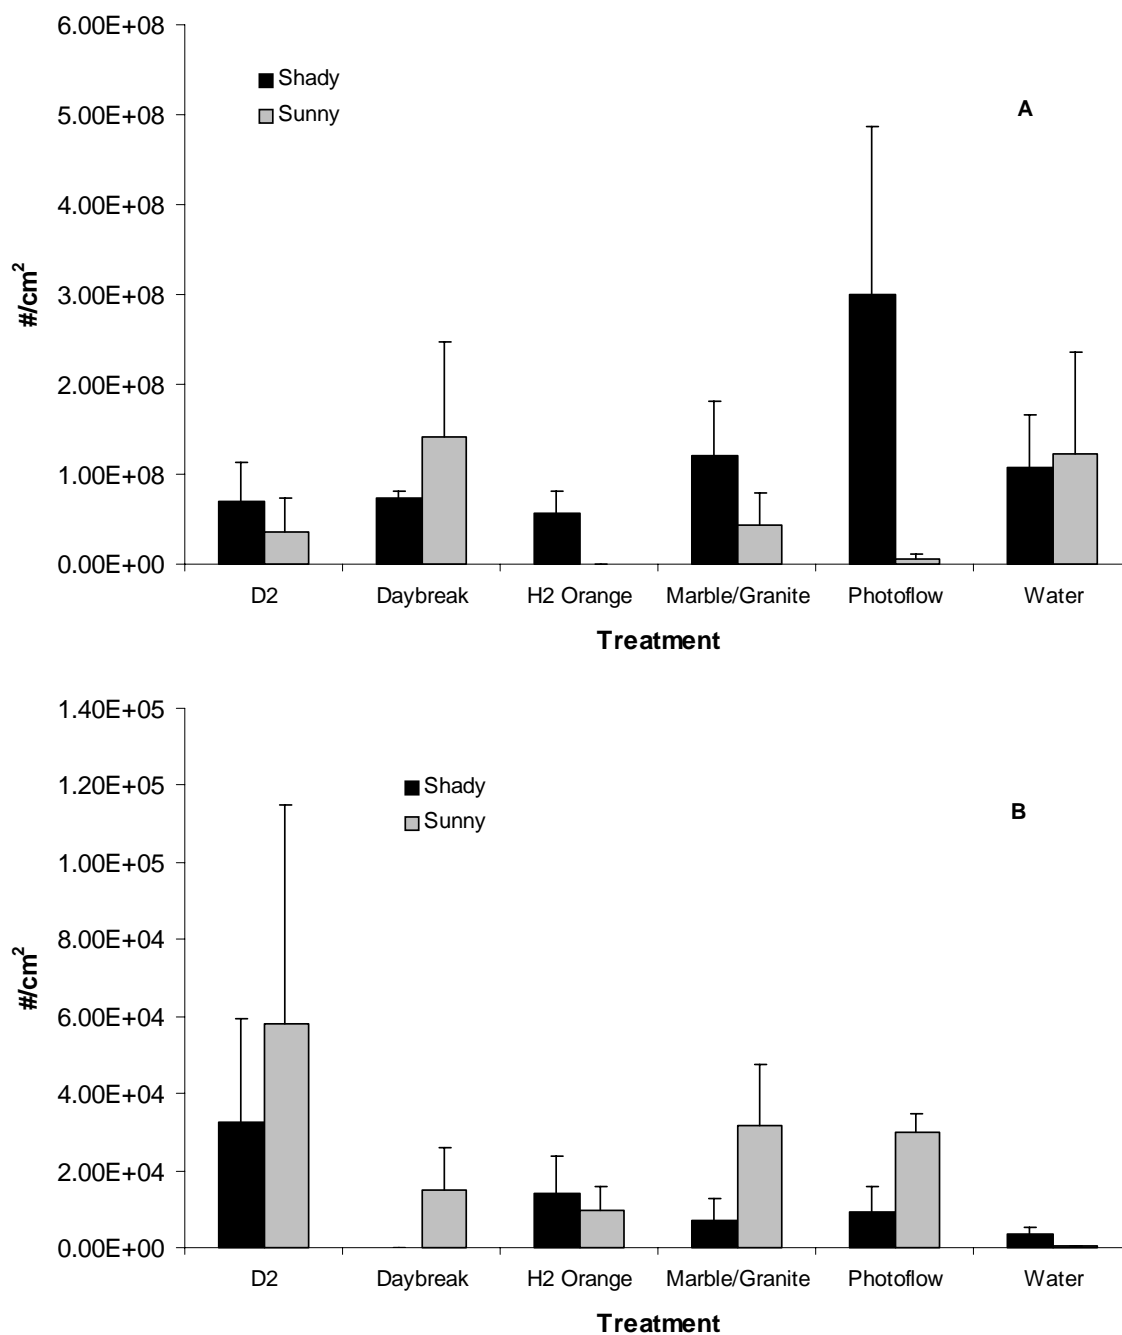 6.00E+08
5.00E+08
4.00E+08
3.00E+08
2.00E+08
1.00E+08
0.00E+00
#/cm²
Shady
Sunny
A
D2 Daybreak H2 Orange Marble/Granite Photoflow Water
Treatment
1.40E+05
1.20E+05
1.00E+05
8.00E+04
6.00E+04
4.00E+04
2.00E+04
0.00E+00
#/cm²
Shady
Sunny
B
D2 Daybreak H2 Orange Marble/Granite Photoflow Water
Treatment